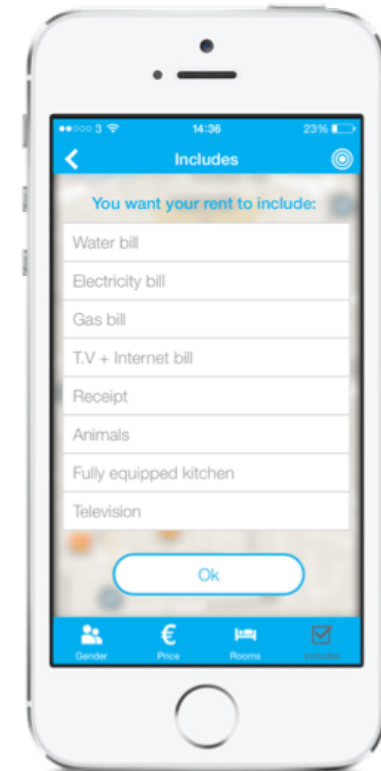 3 14:36 23%
Includes
You want your rent to include:
Water bill
Electricity bill
Gas bill
T.V + Internet bill
Receipt
Animals
Fully equipped kitchen
Television
Ok
€
Gender Price Rooms Includes